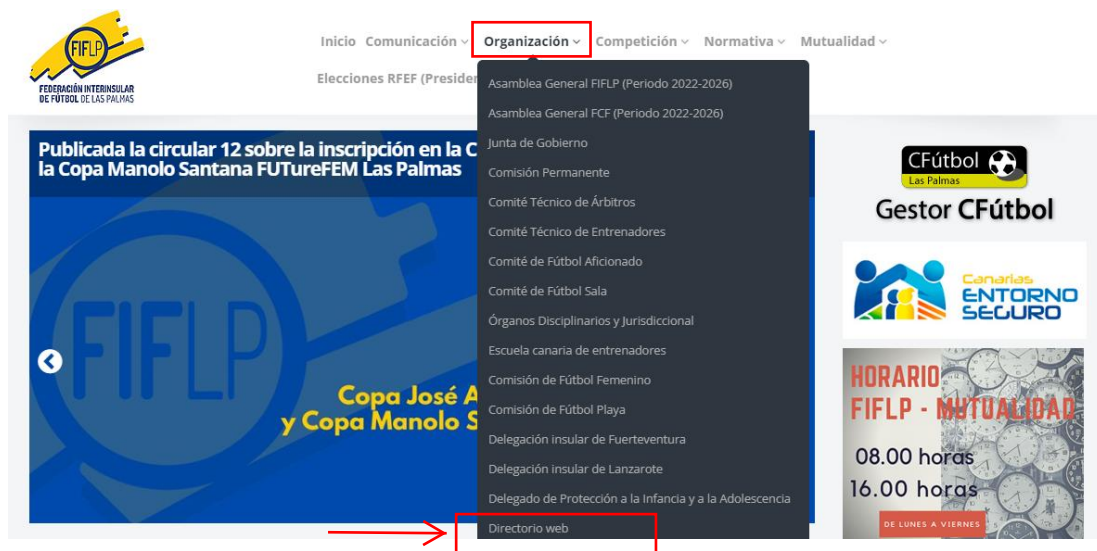 FIFLP
FEDERACIÓN INTERINSULAR
DE FÚTBOL DE LAS PALMAS
Inicio Comunicación Organización Competición Normativa Mutualidad
Elecciones RFEF
Asamblea General FIFLP (Periodo 2022-2026)
Asamblea General FCF (Periodo 2022-2026)
Junta de Gobierno
Comisión Permanente
Comité Técnico de Árbitros
Comité Técnico de Entrenadores
Comité de Fútbol Aficionado
Comité de Fútbol Sala
Órganos Disciplinarios y Jurisdiccional
Escuela canaria de entrenadores
Comisión de Fútbol Femenino
Comisión de Fútbol Playa
Delegación insular de Fuerteventura
Delegación insular de Lanzarote
Delegado de Protección a la Infancia y a la Adolescencia
Directorio web
Publicada la circular 12 sobre la inscripción en la C
la Copa Manolo Santana FUTureFEM Las Palmas
FIFLP
Copa José A
y Copa Manolo S
CFútbol
Las Palmas
Gestor CFútbol
Canarias
ENTORNO
SEGURO
HORARIO
FIFLP - MUTUALIDAD
08.00 horas
16.00 horas
DE LUNES A VIERNES